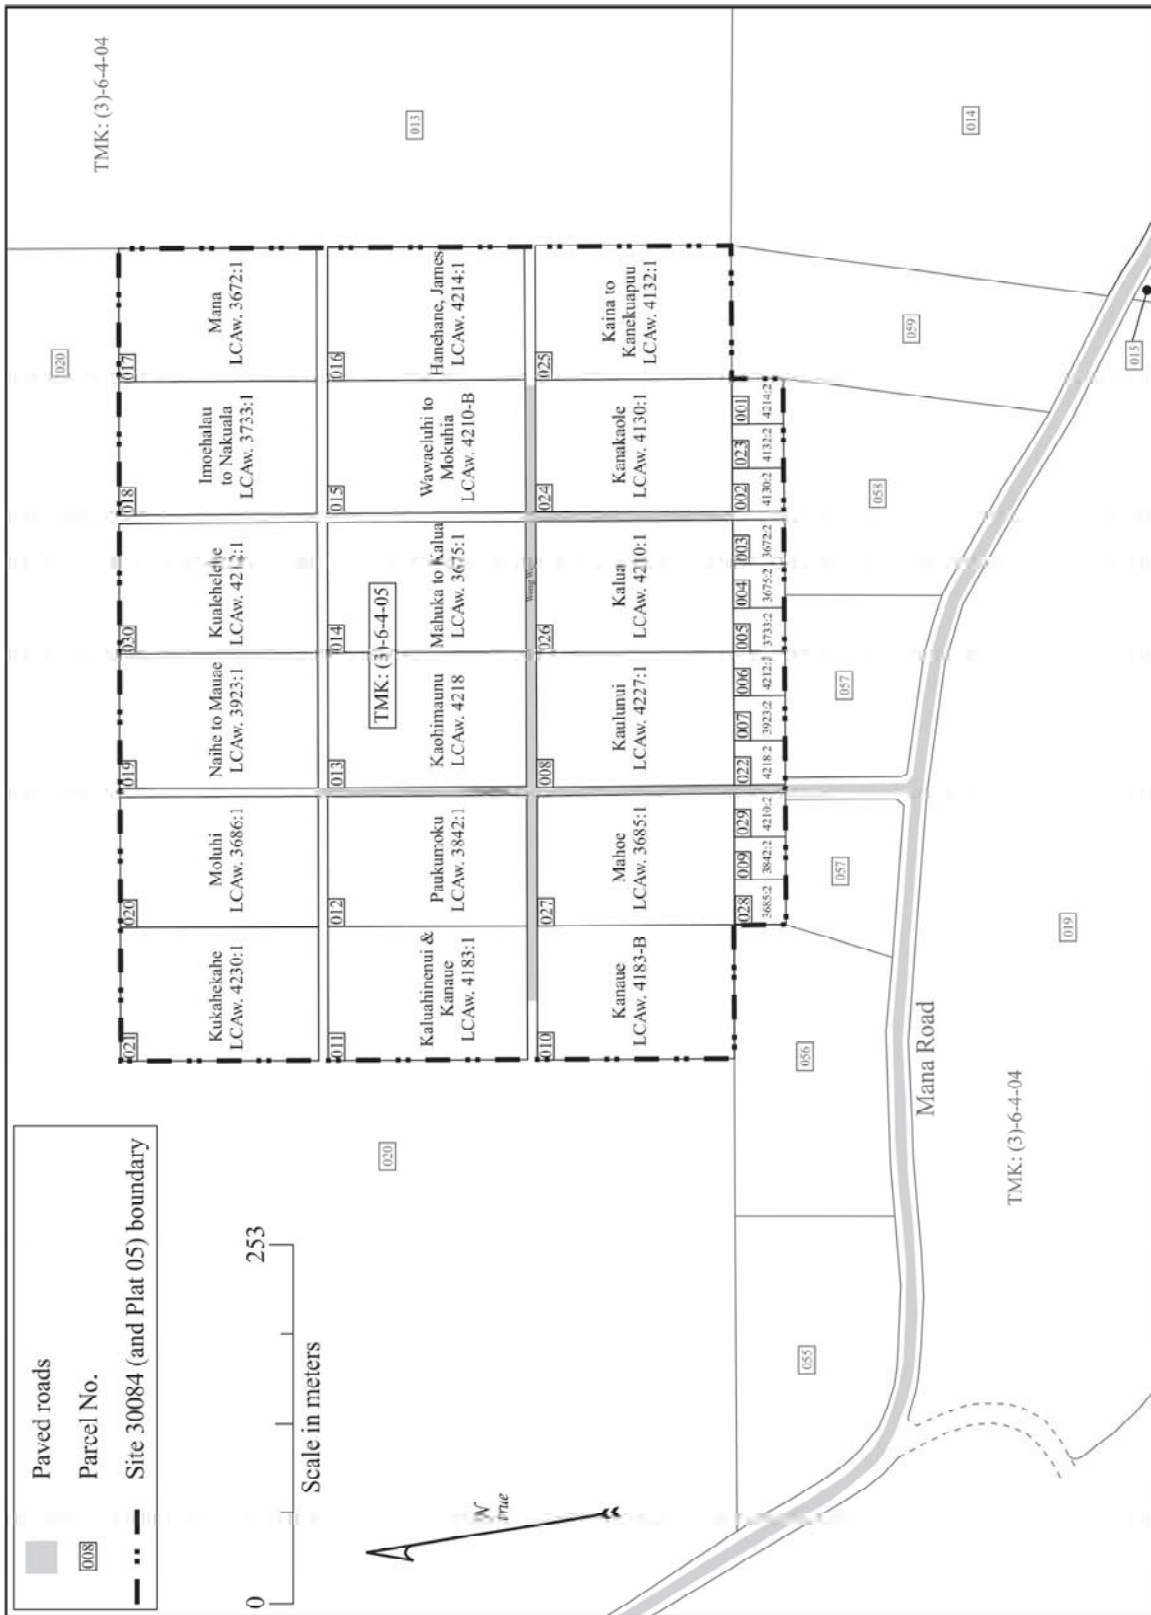 Paved roads
008
Parcel No.
Site 30084 (and Plat 05) boundary
0
253
Scale in meters
N
true
TMK: (3)-6-4-04
020
013
014
020
021
Kukahekahe
LCAw. 4230:1
020
Moluhi
LCAw. 3686:1
019
Naihe to Mauae
LCAw. 3923:1
030
Kualehelehe
LCAw. 4212:1
018
Imoehalau
to Nakuala
LCAw. 3733:1
017
Mana
LCAw. 3672:1
TMK: (3)-6-4-05
011
Kaluahinenui &
Kanaue
LCAw. 4183:1
012
Paukumoku
LCAw. 3842:1
013
Kaohimaunu
LCAw. 4218
014
Mahuka to Kalua
LCAw. 3675:1
015
Wawaeluhi to
Mokuhia
LCAw. 4210-B
016
Hanehane, James
LCAw. 4214:1
010
Kanaue
LCAw. 4183-B
027
Mahoe
LCAw. 3685:1
008
Kaulunui
LCAw. 4227:1
026
Kalua
LCAw. 4210:1
024
Kanakaole
LCAw. 4130:1
025
Kaina to
Kanekuapuu
LCAw. 4132:1
028
3685:2
009
3842:2
029
4210:2
022
4218:2
007
3923:2
006
4212:2
005
3733:2
004
3675:2
003
3672:2
002
4130:2
023
4132:2
001
4214:2
055
056
057
057
058
059
015
Mana Road
019
TMK: (3)-6-4-04